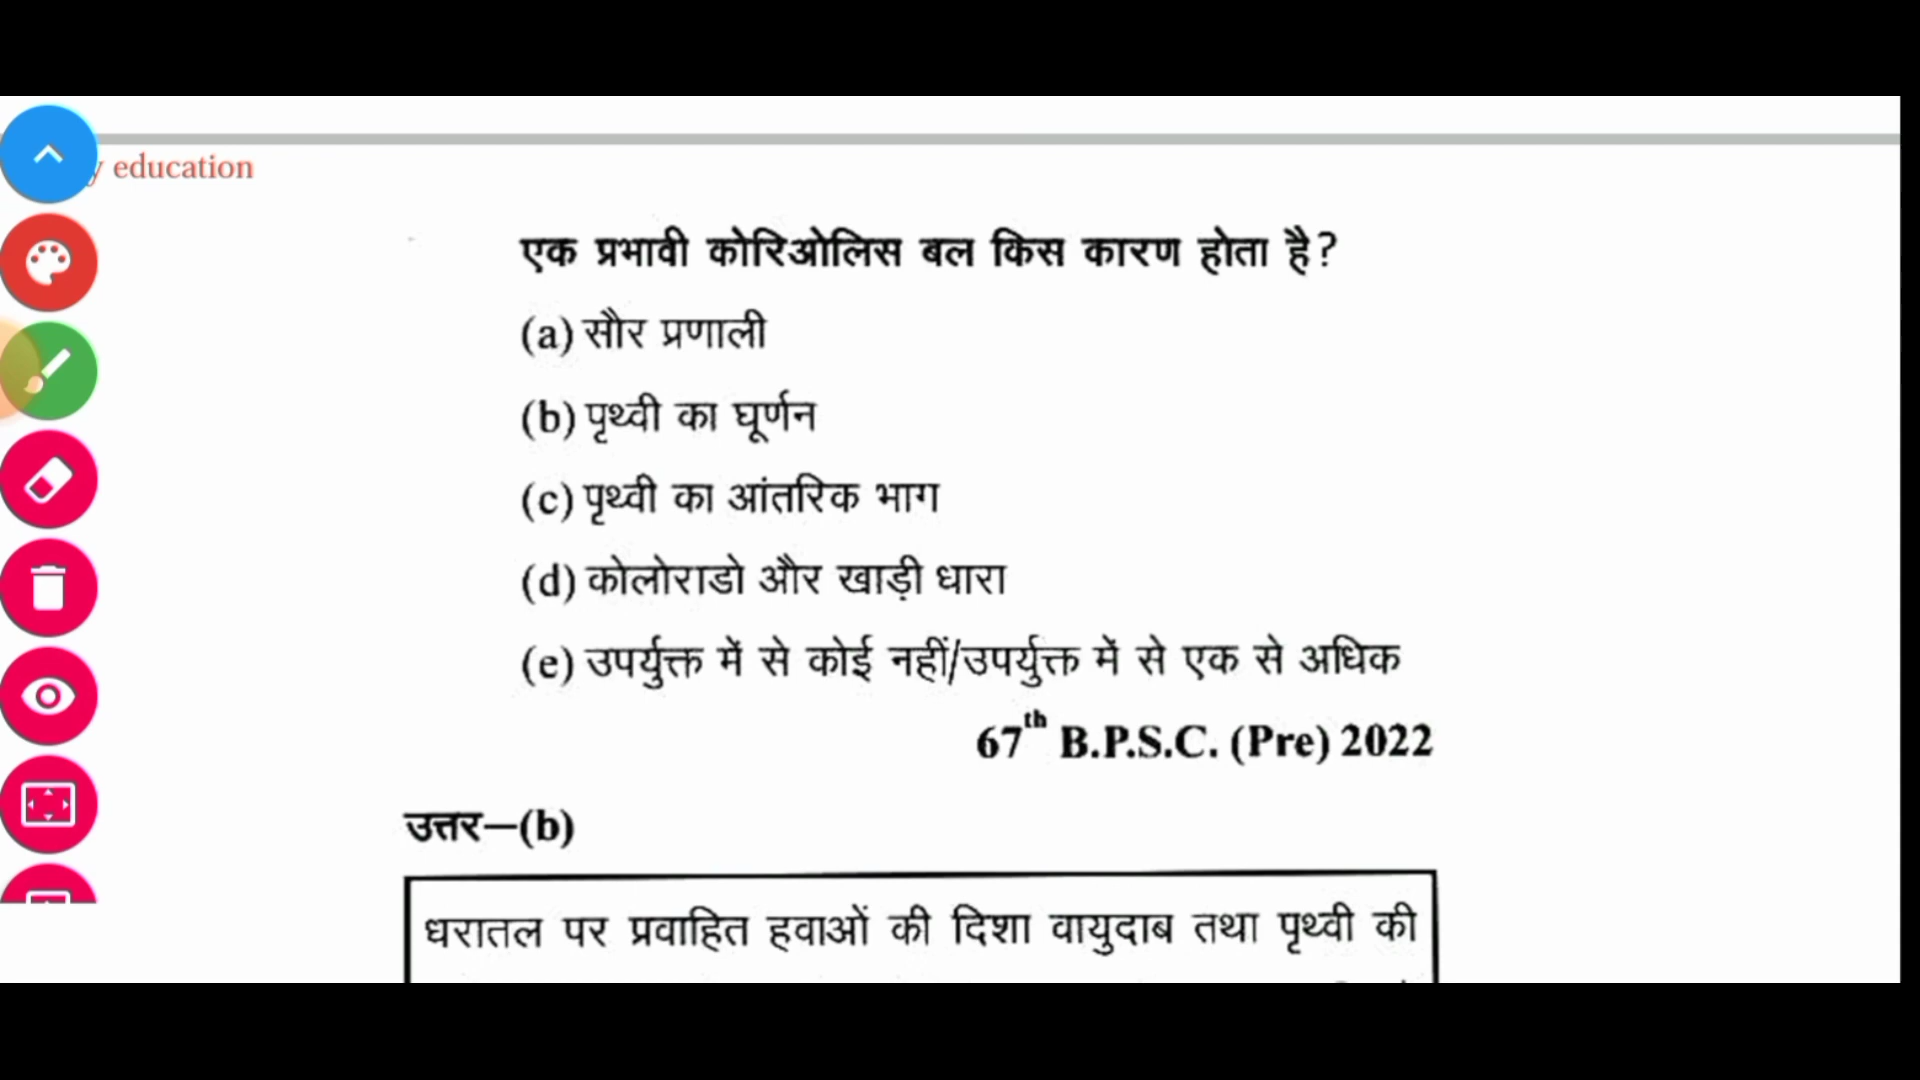 education
एक प्रभावी कोरिओलिस बल किस कारण होता है?
(a) सौर प्रणाली
(b) पृथ्वी का घूर्णन
(c) पृथ्वी का आंतरिक भाग
(d) कोलोराडो और खाड़ी धारा
(e) उपर्युक्त में से कोई नहीं/उपर्युक्त में से एक से अधिक
67th B.P.S.C. (Pre) 2022
उत्तर—(b)
धरातल पर प्रवाहित हवाओं की दिशा वायुदाब तथा पृथ्वी की